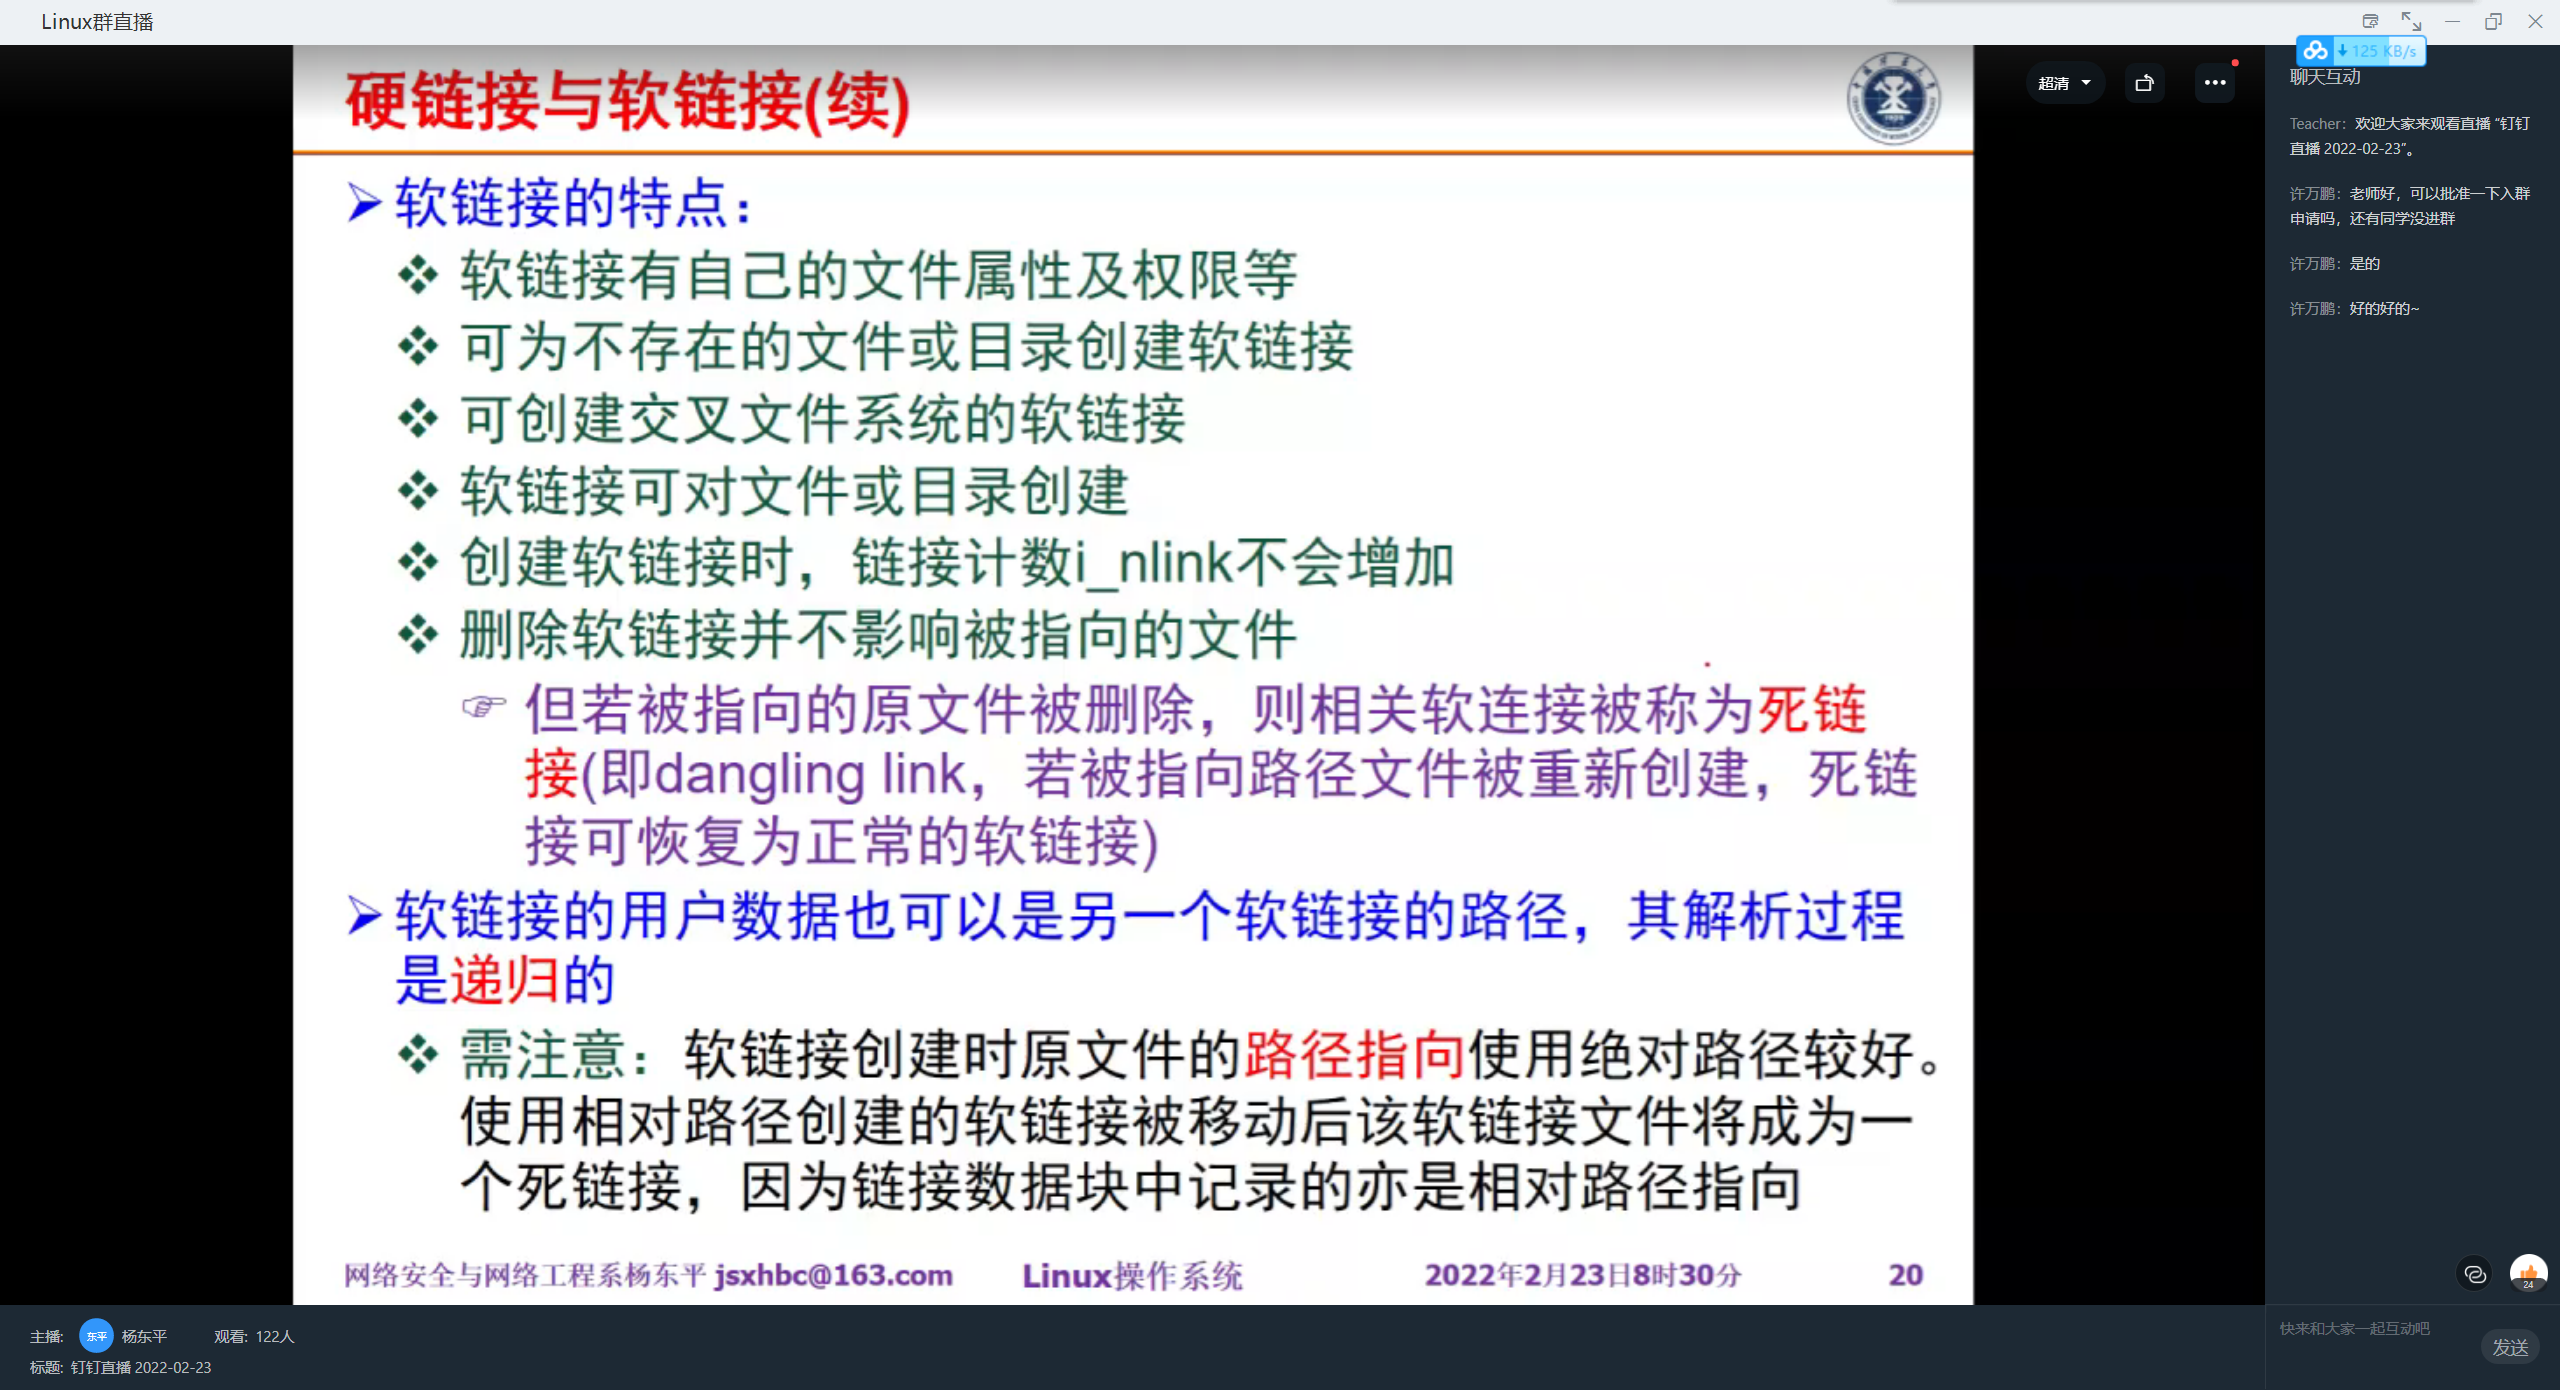 Linux群直播
125 KB/s
超清
硬链接与软链接(续)
软链接的特点：
软链接有自己的文件属性及权限等
可为不存在的文件或目录创建软链接
可创建交叉文件系统的软链接
软链接可对文件或目录创建
创建软链接时，链接计数i_nlink不会增加
删除软链接并不影响被指向的文件
但若被指向的原文件被删除，则相关软连接被称为死链
接(即dangling link，若被指向路径文件被重新创建，死链
接可恢复为正常的软链接)
软链接的用户数据也可以是另一个软链接的路径，其解析过程
是递归的
需注意：软链接创建时原文件的路径指向使用绝对路径较好。
使用相对路径创建的软链接被移动后该软链接文件将成为一
个死链接，因为链接数据块中记录的亦是相对路径指向
网络安全与网络工程系杨东平 jsxhbc@163.com Linux操作系统 2022年2月23日8时30分 20
聊天互动
Teacher：欢迎大家来观看直播 “钉钉
直播 2022-02-23”。
许万鹏：老师好，可以批准一下入群
申请吗，还有同学没进群
许万鹏：是的
许万鹏：好的好的~
24
快来和大家一起互动吧
发送
主播: 东平 杨东平 观看: 122人
标题: 钉钉直播 2022-02-23